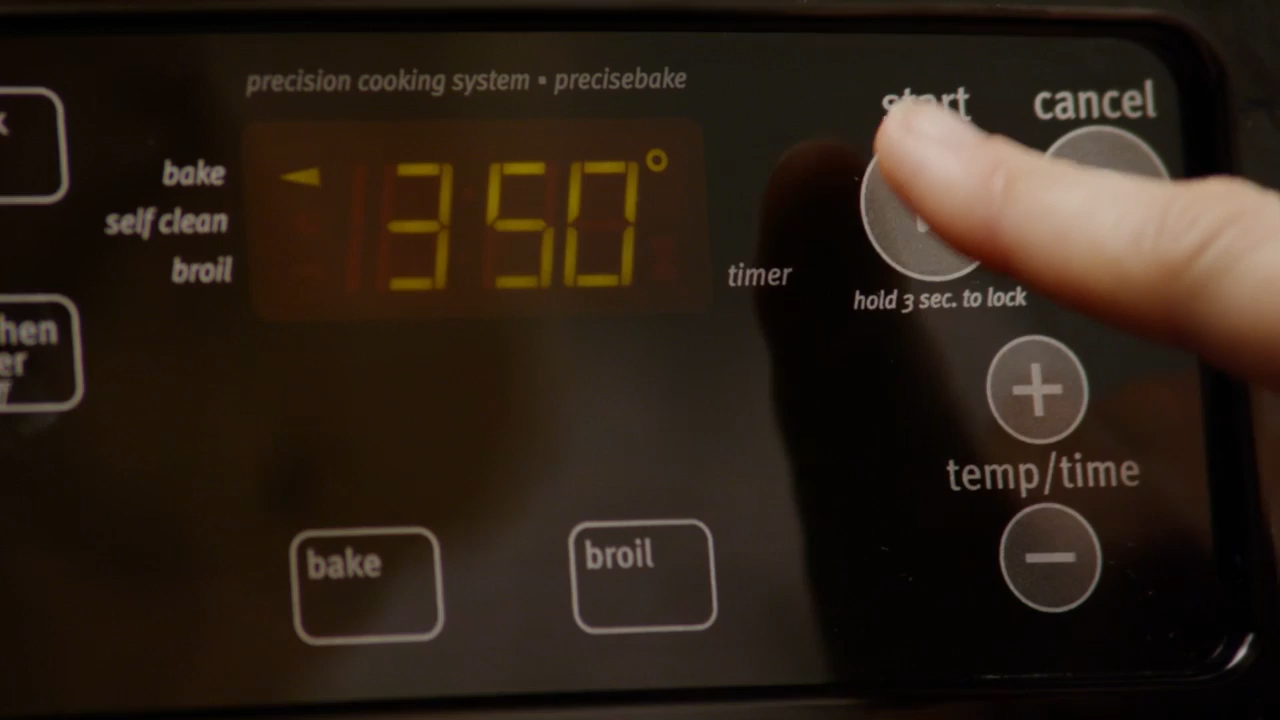 precision cooking system • precisebake
start
cancel
bake
350°
self clean
broil
timer
hold 3 sec. to lock
+
temp/time
−
bake
broil